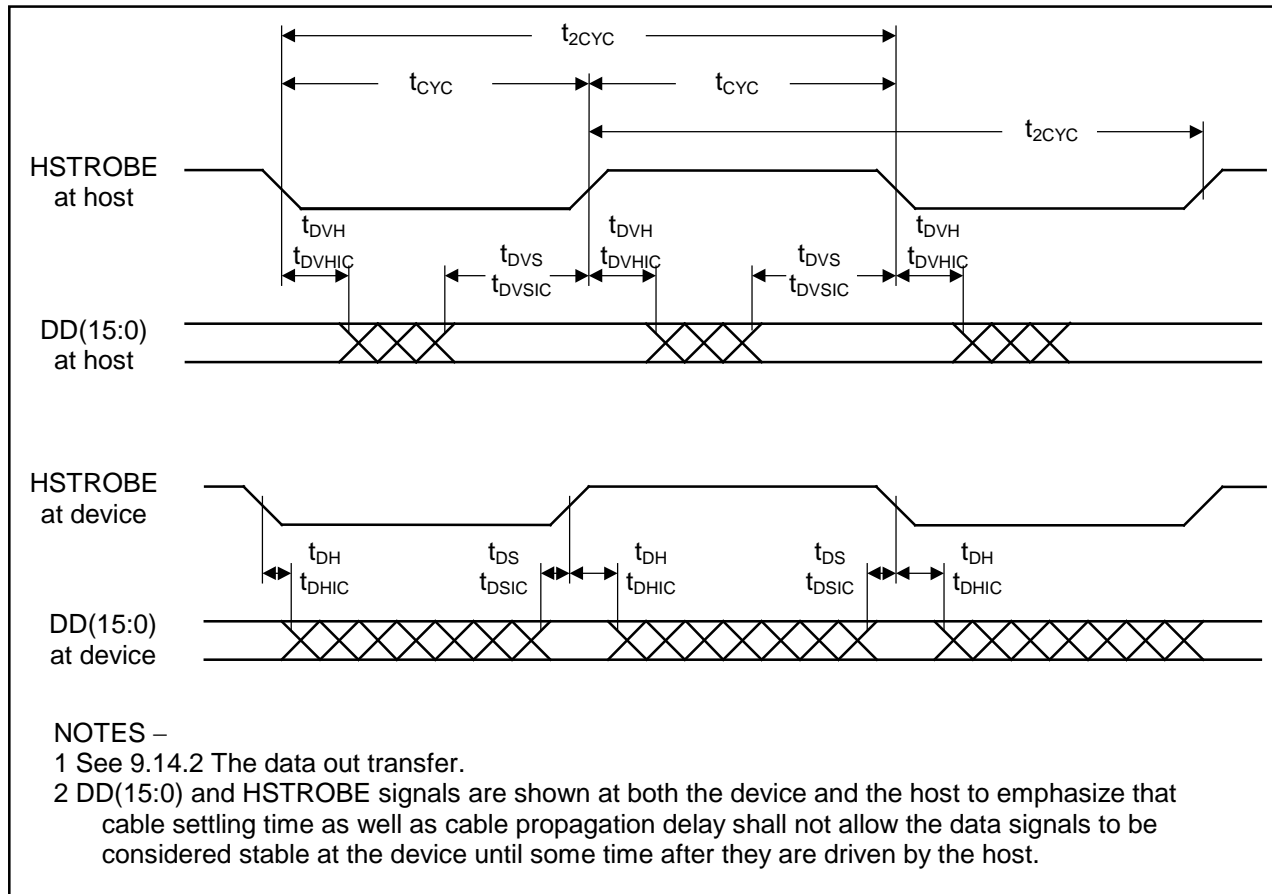 t2CYC
tCYC
tCYC
t2CYC
HSTROBE
at host
tDVH
tDVHIC
tDVS
tDVSIC
tDVH
tDVHIC
tDVS
tDVSIC
tDVH
tDVHIC
DD(15:0)
at host
HSTROBE
at device
tDH
tDHIC
tDS
tDSIC
tDH
tDHIC
tDS
tDSIC
tDH
tDHIC
DD(15:0)
at device
NOTES –
1 See 9.14.2 The data out transfer.
2 DD(15:0) and HSTROBE signals are shown at both the device and the host to emphasize that
cable settling time as well as cable propagation delay shall not allow the data signals to be
considered stable at the device until some time after they are driven by the host.